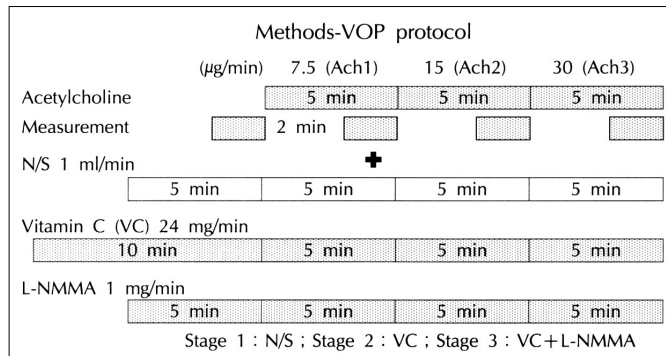 Methods-VOP protocol
(μg/min) 7.5 (Ach1) 15 (Ach2) 30 (Ach3)
Acetylcholine 5 min 5 min 5 min
Measurement 2 min
N/S 1 ml/min
5 min 5 min 5 min 5 min
Vitamin C (VC) 24 mg/min
10 min 5 min 5 min 5 min
L-NMMA 1 mg/min
5 min 5 min 5 min 5 min
Stage 1 : N/S ; Stage 2 : VC ; Stage 3 : VC+L-NMMA